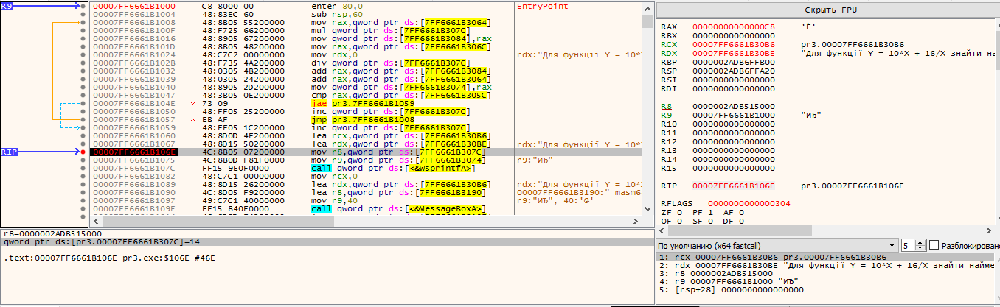 R9
00007FF6661B1000 C8 8000 00 enter 80,0 EntryPoint
00007FF6661B1004 48:83EC 60 sub rsp,60
00007FF6661B1008 48:8B05 55200000 mov rax,qword ptr ds:[7FF6661B3064]
00007FF6661B100F 48:F725 66200000 mul qword ptr ds:[7FF6661B307C]
00007FF6661B1016 48:8905 67200000 mov qword ptr ds:[7FF6661B3084],rax
00007FF6661B101D 48:8B05 48200000 mov rax,qword ptr ds:[7FF6661B306C]
00007FF6661B1024 48:C7C2 00000000 mov rdx,0 rdx:"Для функції Y = 10*X
00007FF6661B102B 48:F735 4A200000 div qword ptr ds:[7FF6661B307C]
00007FF6661B1032 48:0305 4B200000 add rax,qword ptr ds:[7FF6661B3084]
00007FF6661B1039 48:0305 24200000 add rax,qword ptr ds:[7FF6661B3064]
00007FF6661B1040 48:8905 2D200000 mov qword ptr ds:[7FF6661B3074],rax
00007FF6661B1047 48:3B05 0E200000 cmp rax,qword ptr ds:[7FF6661B305C]
00007FF6661B104E 73 09 jae pr3.7FF6661B1059
00007FF6661B1050 48:FF05 25200000 inc qword ptr ds:[7FF6661B307C]
00007FF6661B1057 EB AF jmp pr3.7FF6661B1008
00007FF6661B1059 48:FF05 1C200000 inc qword ptr ds:[7FF6661B307C]
00007FF6661B1060 48:8D0D 4F200000 lea rcx,qword ptr ds:[7FF6661B30B6]
00007FF6661B1067 48:8D15 50200000 lea rdx,qword ptr ds:[7FF6661B30BE] rdx:"Для функції Y = 10*X
RIP 00007FF6661B106E 4C:8B05 07200000 mov r8,qword ptr ds:[7FF6661B307C]
00007FF6661B1075 4C:8B0D F81F0000 mov r9,qword ptr ds:[7FF6661B3074] r9:"ИЂ"
00007FF6661B107C FF15 9E0F0000 call qword ptr ds:[<&wsprintfA>]
00007FF6661B1082 48:C7C1 00000000 mov rcx,0
00007FF6661B1089 48:8D15 26200000 lea rdx,qword ptr ds:[7FF6661B30B6] rdx:"Для функції Y = 10*X
00007FF6661B1090 4C:8D05 F9200000 lea r8,qword ptr ds:[7FF6661B3190] 00007FF6661B3190:" masm6
00007FF6661B1097 49:C7C1 40000000 mov r9,40 r9:"ИЂ", 40:'@'
00007FF6661B109E FF15 840F0000 call qword ptr ds:[<&MessageBoxA>]
r8=0000002ADB515000
qword ptr ds:[pr3.00007FF6661B307C]=14
.text:00007FF6661B106E pr3.exe:$106E #46E
Скрыть FPU
RAX 00000000000000C8 'È'
RBX 0000000000000000
RCX 00007FF6661B30B6 pr3.00007FF6661B30B6
RDX 00007FF6661B30BE "Для функції Y = 10*X + 16/X знайти на
RBP 0000002ADB6FFB00
RSP 0000002ADB6FFA20
RSI 0000000000000000
RDI 0000000000000000
R8 0000002ADB515000
R9 00007FF6661B1000 "ИЂ"
R10 0000000000000000
R11 0000000000000000
R12 0000000000000000
R13 0000000000000000
R14 0000000000000000
R15 0000000000000000
RIP 00007FF6661B106E pr3.00007FF6661B106E
RFLAGS 0000000000000304
ZF 0 PF 1 AF 0
OF 0 SF 0 DF 0
По умолчанию (x64 fastcall) 5 Разблокировано
1: rcx 00007FF6661B30B6 pr3.00007FF6661B30B6
2: rdx 00007FF6661B30BE "Для функції Y = 10*X + 16/X знайти найме
3: r8 0000002ADB515000
4: r9 00007FF6661B1000 "ИЂ"
5: [rsp+28] 0000000000000000